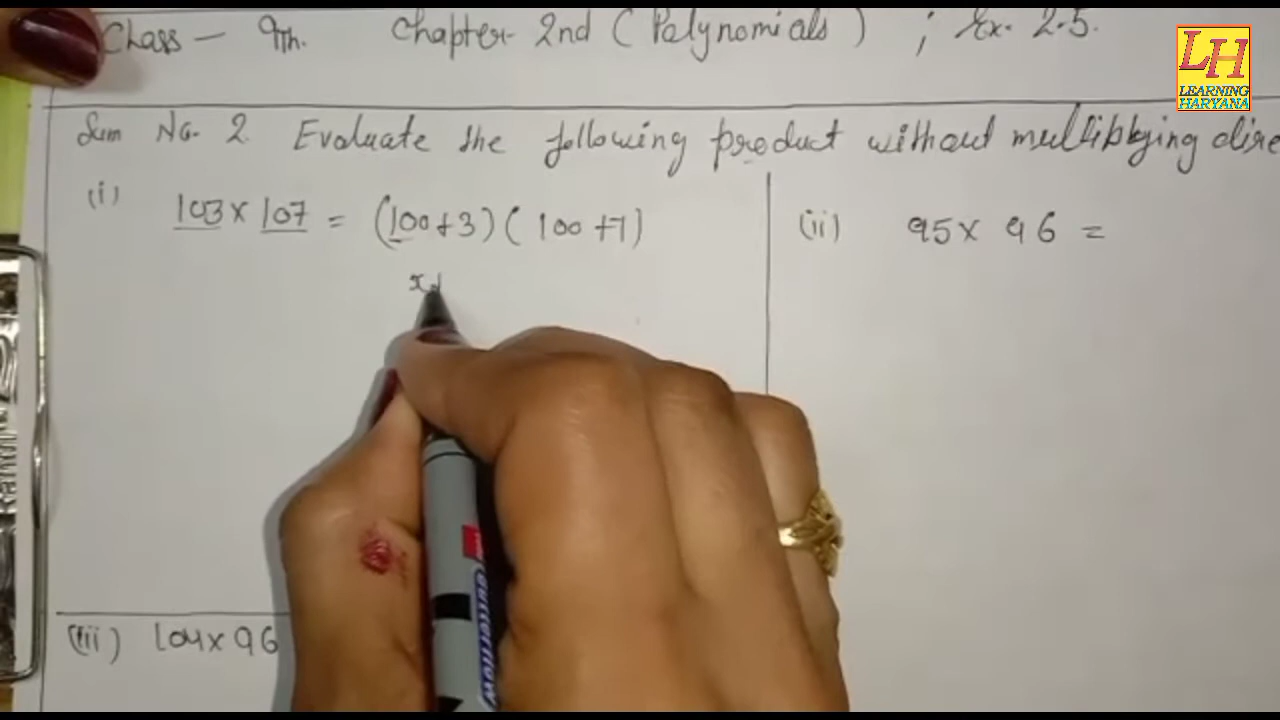 Class - 9th. Chapter- 2nd (Polynomials) ; Ex. 2.5.
LH
LEARNING
HARYANA
Sum No. 2 Evaluate the following product without multiplying dire
(i) 103 x 107 = (100+3)(100+7) (ii) 95 x 96 =
x
(iii) 104 x 96